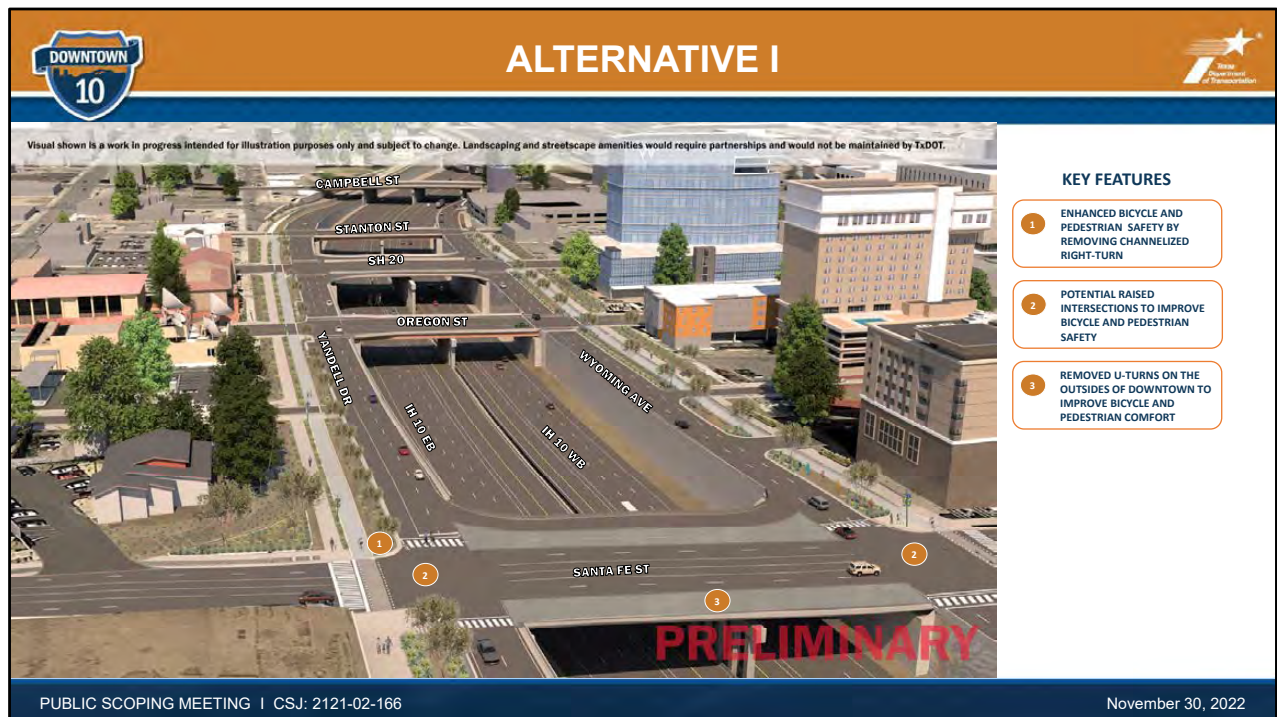 ALTERNATIVE I
DOWNTOWN
10
Texas
Department
of Transportation
Visual shown is a work in progress intended for illustration purposes only and subject to change. Landscaping and streetscape amenities would require partnerships and would not be maintained by TxDOT.
CAMPBELL ST
STANTON ST
SH 20
OREGON ST
YANDELL DR
WYOMING AVE
IH 10 EB
IH 10 WB
1
2
2
SANTA FE ST
3
PRELIMINARY
KEY FEATURES
1
ENHANCED BICYCLE AND
PEDESTRIAN SAFETY BY
REMOVING CHANNELIZED
RIGHT-TURN
2
POTENTIAL RAISED
INTERSECTIONS TO IMPROVE
BICYCLE AND PEDESTRIAN
SAFETY
3
REMOVED U-TURNS ON THE
OUTSIDES OF DOWNTOWN TO
IMPROVE BICYCLE AND
PEDESTRIAN COMFORT
PUBLIC SCOPING MEETING I CSJ: 2121-02-166
November 30, 2022